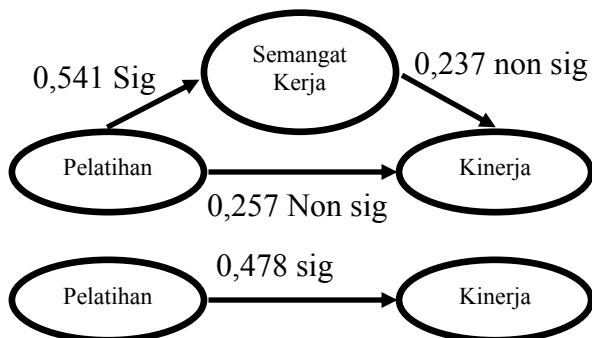 Semangat
Kerja
0,541 Sig
0,237 non sig
Pelatihan
Kinerja
0,257 Non sig
0,478 sig
Pelatihan
Kinerja